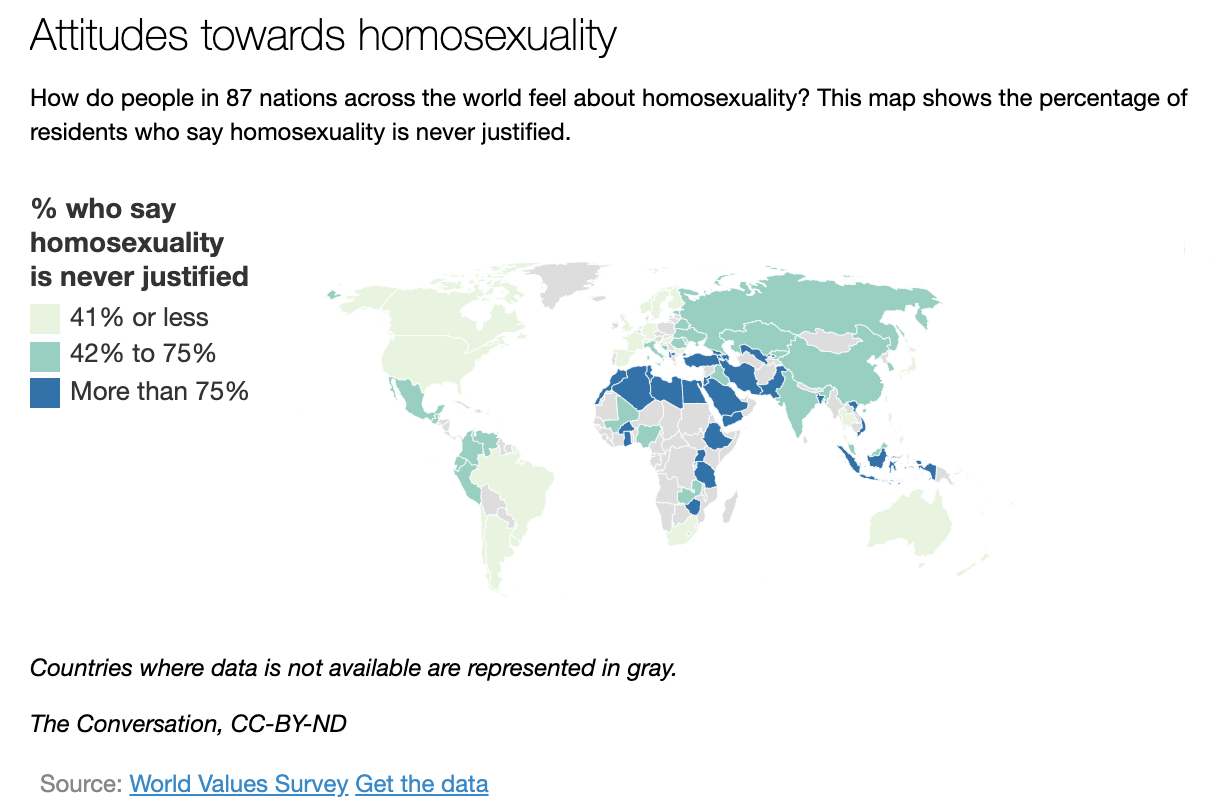 Attitudes towards homosexuality
How do people in 87 nations across the world feel about homosexuality? This map shows the percentage of
residents who say homosexuality is never justified.
% who say
homosexuality
is never justified
41% or less
42% to 75%
More than 75%
Countries where data is not available are represented in gray.
The Conversation, CC-BY-ND
Source: World Values Survey Get the data